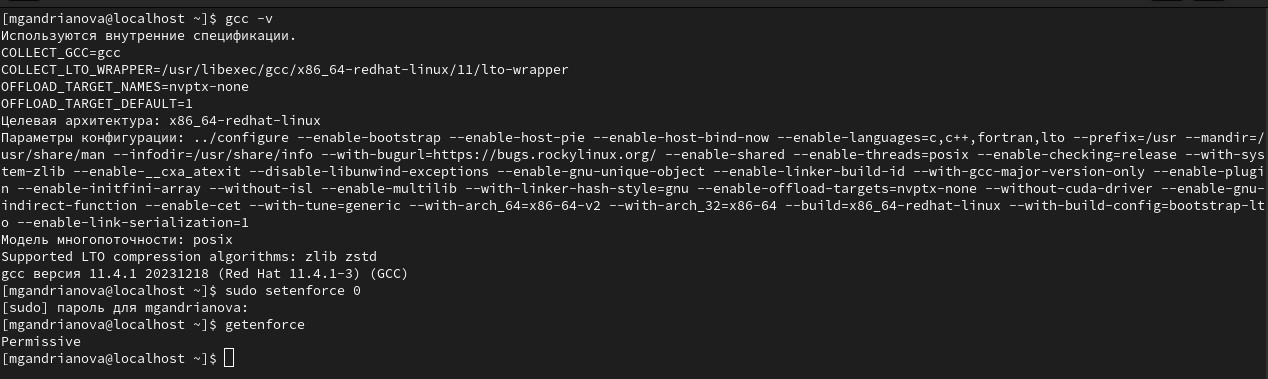 [mgandrianova@localhost ~]$ gcc -v
Используются внутренние спецификации.
COLLECT_GCC=gcc
COLLECT_LTO_WRAPPER=/usr/libexec/gcc/x86_64-redhat-linux/11/lto-wrapper
OFFLOAD_TARGET_NAMES=nvptx-none
OFFLOAD_TARGET_DEFAULT=1
Целевая архитектура: x86_64-redhat-linux
Параметры конфигурации: ../configure --enable-bootstrap --enable-host-pie --enable-host-bind-now --enable-languages=c,c++,fortran,lto --prefix=/usr --mandir=/
usr/share/man --infodir=/usr/share/info --with-bugurl=https://bugs.rockylinux.org/ --enable-shared --enable-threads=posix --enable-checking=release --with-sys
tem-zlib --enable-__cxa_atexit --disable-libunwind-exceptions --enable-gnu-unique-object --enable-linker-build-id --with-gcc-major-version-only --enable-plugi
n --enable-initfini-array --without-isl --enable-multilib --with-linker-hash-style=gnu --enable-offload-targets=nvptx-none --without-cuda-driver --enable-gnu-
indirect-function --enable-cet --with-tune=generic --with-arch_64=x86-64-v2 --with-arch_32=x86-64 --build=x86_64-redhat-linux --with-build-config=bootstrap-lt
o --enable-link-serialization=1
Модель многопоточности: posix
Supported LTO compression algorithms: zlib zstd
gcc версия 11.4.1 20231218 (Red Hat 11.4.1-3) (GCC)
[mgandrianova@localhost ~]$ sudo setenforce 0
[sudo] пароль для mgandrianova:
[mgandrianova@localhost ~]$ getenforce
Permissive
[mgandrianova@localhost ~]$